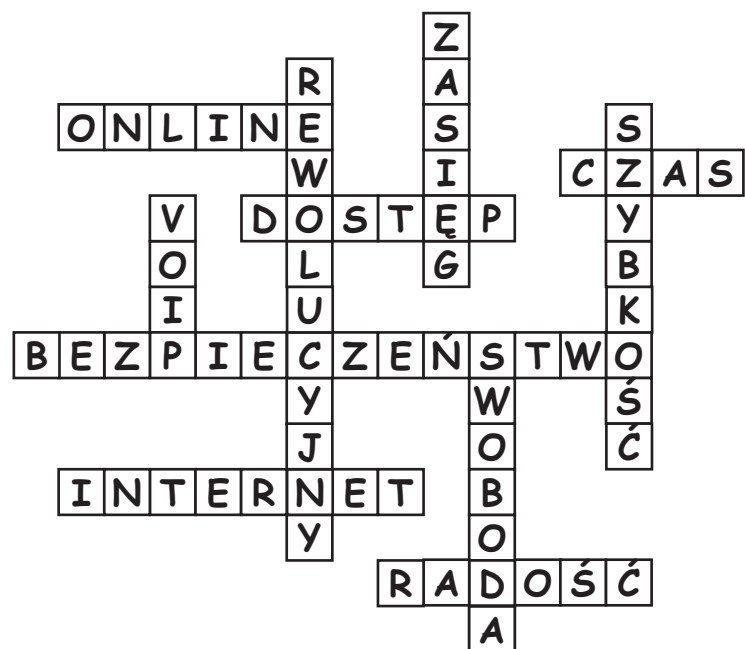 ZASIĘG
REWOLUCYJNY
ONLINE
SZYBKOŚĆ
CZAS
VOIP
DOSTĘP
BEZPIECZEŃSTWO
SWOBODA
INTERNET
RADOŚĆ